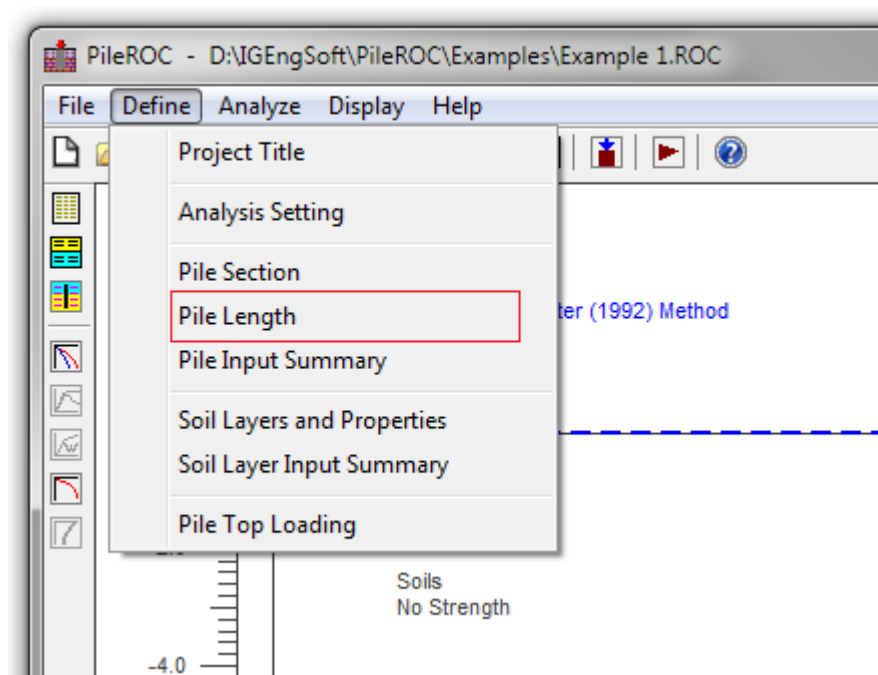 PileROC - D:\IGEngSoft\PileROC\Examples\Example 1.ROC
File Define Analyze Display Help
Project Title
Analysis Setting
Pile Section
Pile Length
ter (1992) Method
Pile Input Summary
Soil Layers and Properties
Soil Layer Input Summary
Pile Top Loading
Soils
No Strength
-4.0